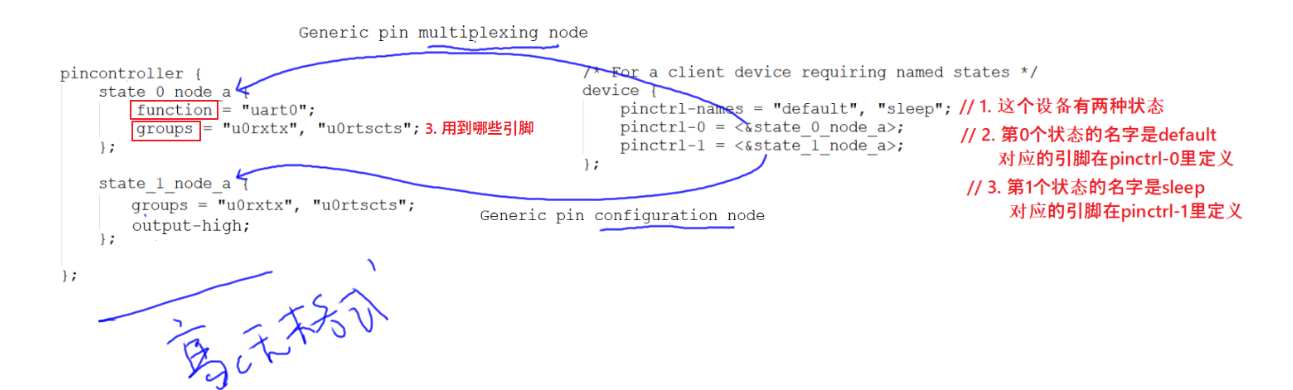 Generic pin multiplexing node
pincontroller {
state_0_node_a {
function = "uart0";
groups = "u0rxtx", "u0rtscts"; 3. 用到哪些引脚
};
state_1_node_a {
groups = "u0rxtx", "u0rtscts";
output-high;
};
};
/* For a client device requiring named states */
device {
pinctrl-names = "default", "sleep"; // 1. 这个设备有两种状态
pinctrl-0 = <&state_0_node_a>; // 2. 第0个状态的名字是default
pinctrl-1 = <&state_1_node_a>; 对应的引脚在pinctrl-0里定义
};
// 3. 第1个状态的名字是sleep
对应的引脚在pinctrl-1里定义
Generic pin configuration node